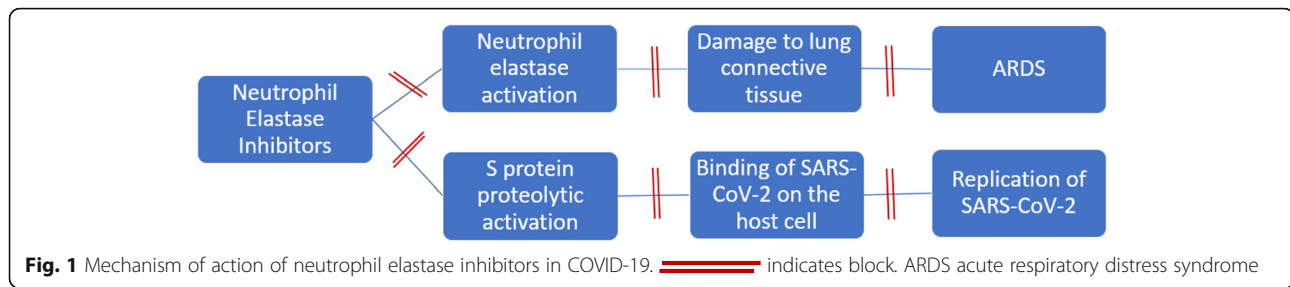 Neutrophil
Elastase
Inhibitors
Neutrophil
elastase
activation
Damage to lung
connective
tissue
ARDS
S protein
proteolytic
activation
Binding of SARS-
CoV-2 on the
host cell
Replication of
SARS-CoV-2
Fig. 1 Mechanism of action of neutrophil elastase inhibitors in COVID-19. indicates block. ARDS acute respiratory distress syndrome